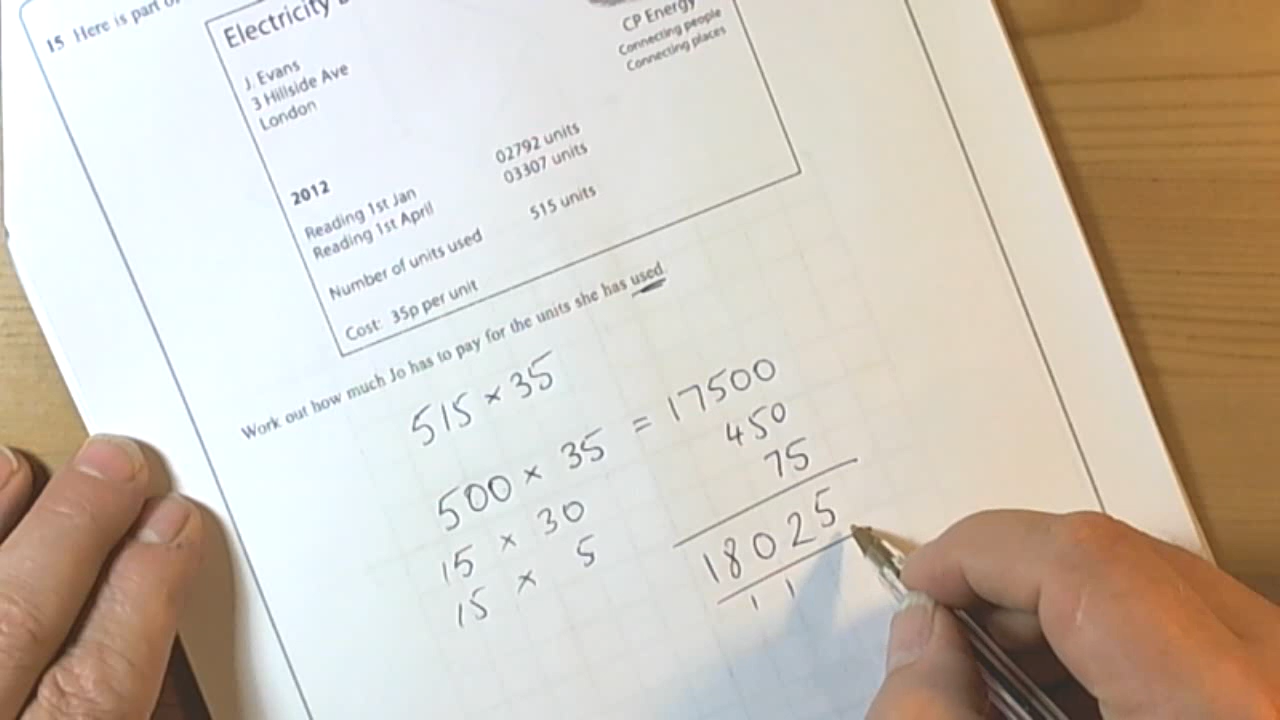 15 Here is part
Electricity
CP Energy
Connecting people
Connecting places
J. Evans
3 Hillside Ave
London
2012
Reading 1st Jan 02792 units
Reading 1st April 03307 units
Number of units used 515 units
Cost: 35p per unit
Work out how much Jo has to pay for the units she has used.
515 × 35
500 × 35 = 17500
15 × 30 450
15 × 5 75
18025
1 1